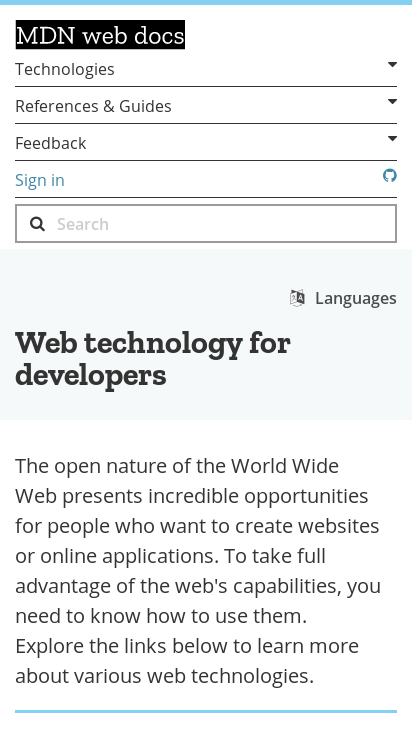 MDN web docs
Technologies
References & Guides
Feedback
Sign in
Search
Languages
Web technology for
developers
The open nature of the World Wide
Web presents incredible opportunities
for people who want to create websites
or online applications. To take full
advantage of the web's capabilities, you
need to know how to use them.
Explore the links below to learn more
about various web technologies.